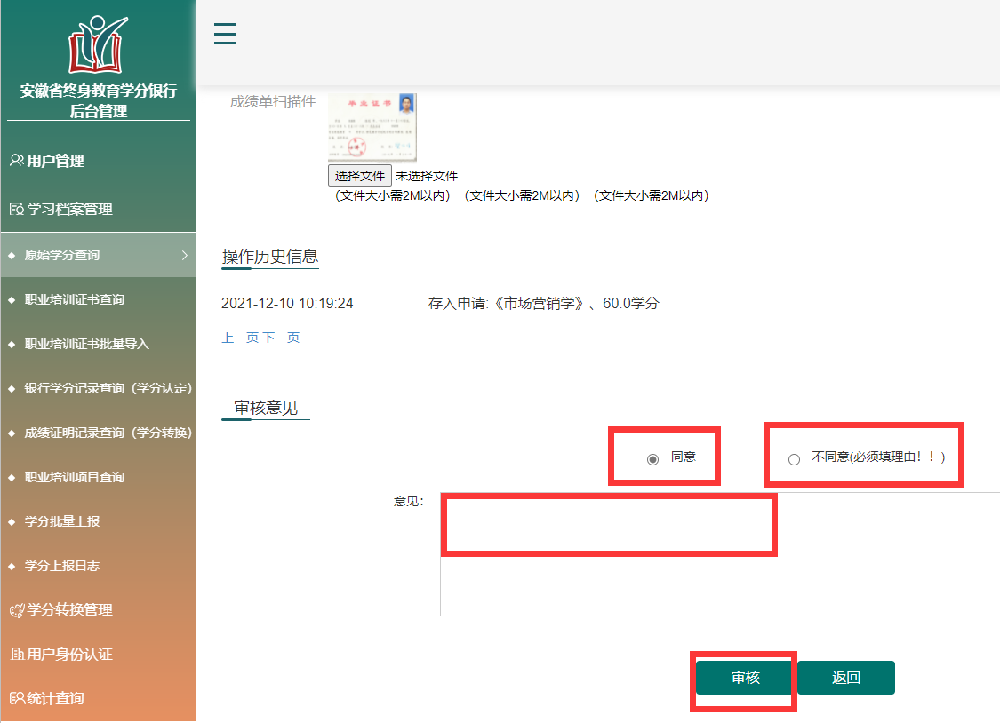 安徽省终身教育学分银行
后台管理
用户管理
学习档案管理
原始学分查询
职业培训证书查询
职业培训证书批量导入
银行学分记录查询（学分认定）
成绩证明记录查询（学分转换）
职业培训项目查询
学分批量上报
学分上报日志
学分转换管理
用户身份认证
统计查询
成绩单扫描件
毕业证书
选择文件 未选择文件
（文件大小需2M以内）（文件大小需2M以内）（文件大小需2M以内）
操作历史信息
2021-12-10 10:19:24 存入申请:《市场营销学》、60.0学分
上一页 下一页
审核意见
同意 不同意(必须填理由！！)
意见：
审核 返回